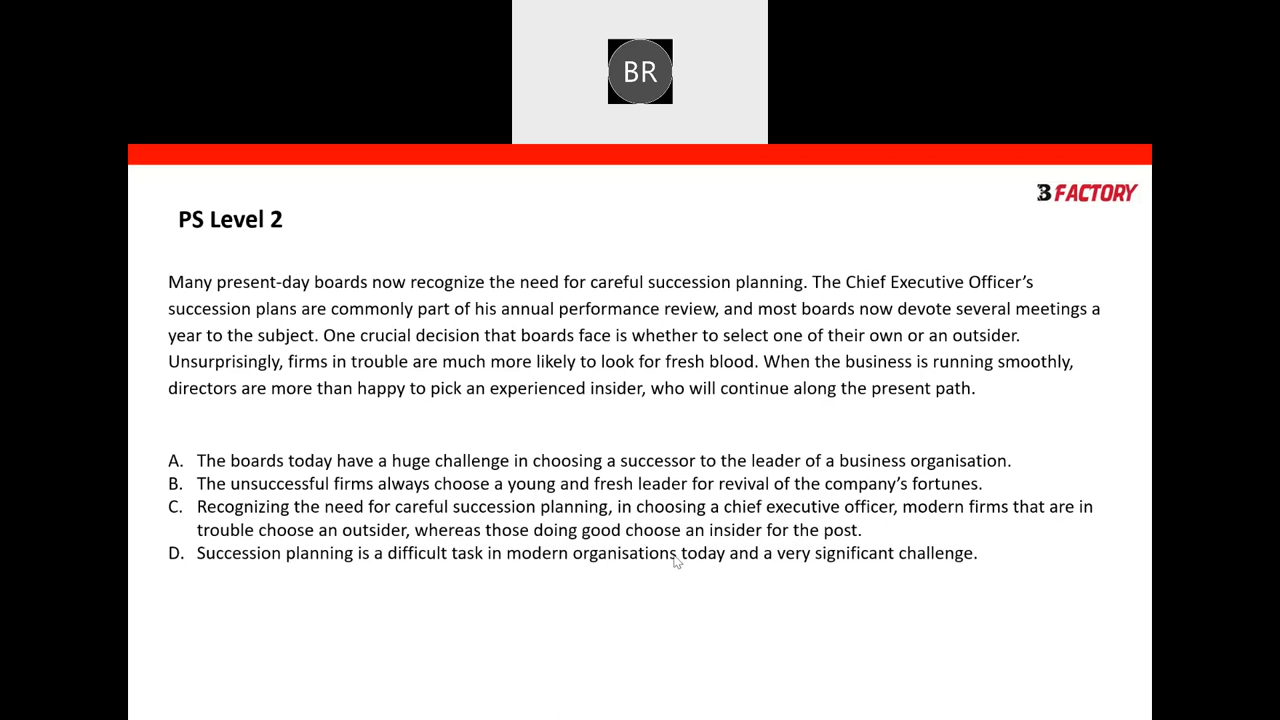 BR
3 FACTORY
PS Level 2
Many present-day boards now recognize the need for careful succession planning. The Chief Executive Officer’s
succession plans are commonly part of his annual performance review, and most boards now devote several meetings a
year to the subject. One crucial decision that boards face is whether to select one of their own or an outsider.
Unsurprisingly, firms in trouble are much more likely to look for fresh blood. When the business is running smoothly,
directors are more than happy to pick an experienced insider, who will continue along the present path.
A. The boards today have a huge challenge in choosing a successor to the leader of a business organisation.
B. The unsuccessful firms always choose a young and fresh leader for revival of the company’s fortunes.
C. Recognizing the need for careful succession planning, in choosing a chief executive officer, modern firms that are in
trouble choose an outsider, whereas those doing good choose an insider for the post.
D. Succession planning is a difficult task in modern organisations today and a very significant challenge.